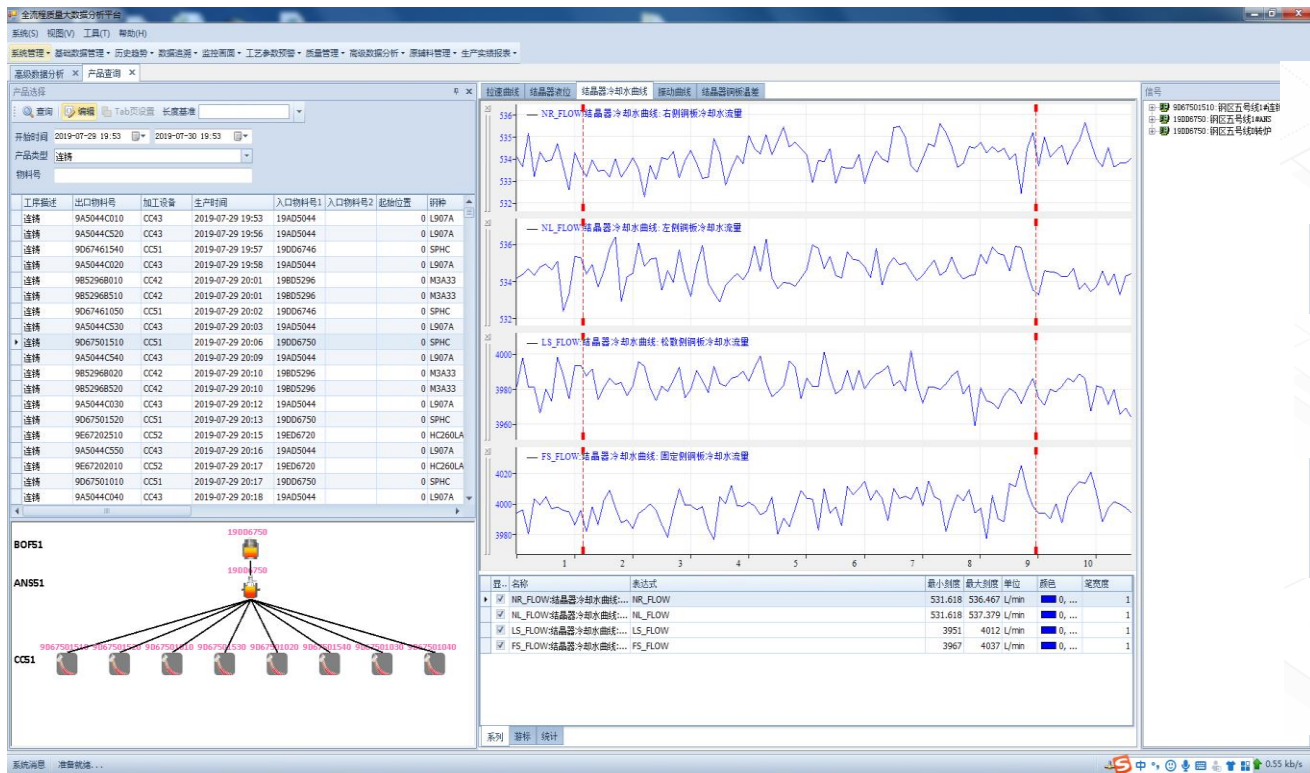 全流程质量大数据分析平台
系统(S) 视图(V) 工具(T) 帮助(H)
系统管理 基础数据管理 历史趋势 数据追溯 监控画面 工艺参数预警 质量管理 高级数据分析 原辅料管理 生产实绩报表
高级数据分析 产品查询
产品选择
查询 编辑 Tab页设置 长度基准
开始时间 2019-07-29 19:53 2019-07-30 19:53
产品类型 连铸
物料号
工序描述 出口物料号 加工设备 生产时间 入口物料号1 入口物料号2 起始位置 钢种
连铸 9A5044C010 CC43 2019-07-29 19:53 19AD5044 0 L907A
连铸 9A5044C520 CC43 2019-07-29 19:56 19AD5044 0 L907A
连铸 9D67461540 CC51 2019-07-29 19:57 19DD6746 0 SPHC
连铸 9A5044C020 CC43 2019-07-29 19:58 19AD5044 0 L907A
连铸 9B5296B010 CC42 2019-07-29 20:01 19BD5296 0 M3A33
连铸 9B5296B510 CC42 2019-07-29 20:01 19BD5296 0 M3A33
连铸 9D67461050 CC51 2019-07-29 20:02 19DD6746 0 SPHC
连铸 9A5044C530 CC43 2019-07-29 20:03 19AD5044 0 L907A
连铸 9D67501510 CC51 2019-07-29 20:06 19DD6750 0 SPHC
连铸 9A5044C540 CC43 2019-07-29 20:09 19AD5044 0 L907A
连铸 9B5296B020 CC42 2019-07-29 20:10 19BD5296 0 M3A33
连铸 9B5296B520 CC42 2019-07-29 20:10 19BD5296 0 M3A33
连铸 9A5044C030 CC43 2019-07-29 20:12 19AD5044 0 L907A
连铸 9D67501520 CC51 2019-07-29 20:13 19DD6750 0 SPHC
连铸 9E67202510 CC52 2019-07-29 20:15 19ED6720 0 HC260LA
连铸 9A5044C550 CC43 2019-07-29 20:16 19AD5044 0 L907A
连铸 9E67202010 CC52 2019-07-29 20:17 19ED6720 0 HC260LA
连铸 9D67501010 CC51 2019-07-29 20:17 19DD6750 0 SPHC
连铸 9A5044C040 CC43 2019-07-29 20:18 19AD5044 0 L907A
19DD6750
BOF51
19DD6750
ANS51
9D67501510 9D67501520 9D67501010 9D67501530 9D67501020 9D67501540 9D67501030 9D67501040
CC51
拉速曲线 结晶器液位 结晶器冷却水曲线 振动曲线 结晶器铜板温差
NR_FLOW:结晶器冷却水曲线: 右侧铜板冷却水流量
536
535
534
533
532
NL_FLOW:结晶器冷却水曲线: 左侧铜板冷却水流量
536
534
532
LS_FLOW:结晶器冷却水曲线: 松散侧铜板冷却水流量
4000
3980
3960
FS_FLOW:结晶器冷却水曲线: 固定侧铜板冷却水流量
4020
4000
3980
1 2 3 4 5 6 7 8 9 10
显.. 名称 表达式 最小刻度 最大刻度 单位 颜色 笔宽度
NR_FLOW:结晶器冷却水曲线:... NR_FLOW 531.618 536.467 L/min 0, ... 1
NL_FLOW:结晶器冷却水曲线:... NL_FLOW 531.618 537.379 L/min 0, ... 1
LS_FLOW:结晶器冷却水曲线:... LS_FLOW 3951 4012 L/min 0, ... 1
FS_FLOW:结晶器冷却水曲线:... FS_FLOW 3967 4037 L/min 0, ... 1
系列 游标 统计
信号
9D67501510:钢区五号线1#连铸
19DD6750:钢区五号线1#ANS
19DD6750:钢区五号线
系统消息 准备就绪...
中 0.55 kb/s